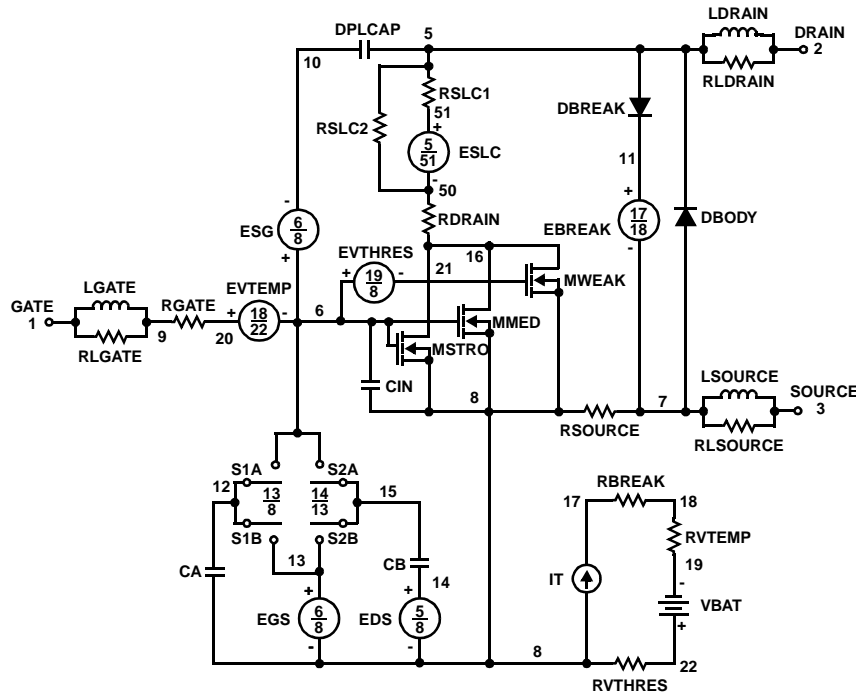 LDRAIN
DPLCAP 5 DRAIN
10 2
RLDRAIN
RSLC1
51
DBREAK
RSLC2
+
5
51
ESLC
-
11
50
-
+
17
18
DBODY
6
8
ESG
RDRAIN
EBREAK
+
-
EVTHRES
16
21
+
19
8
-
MWEAK
LGATE
EVTEMP
GATE
1
RGATE
+
18
22
-
6
MMED
9
20
MSTRO
RLGATE
LSOURCE
CIN
8
7
SOURCE
3
RSOURCE
RLSOURCE
S1A
S2A
12
13
8
14
13
15
RBREAK
17
18
S1B
S2B
RVTEMP
13
CB
19
CA
14
IT
-
+
+
VBAT
EGS
6
8
EDS
5
8
+
-
-
8
22
RVTHRES